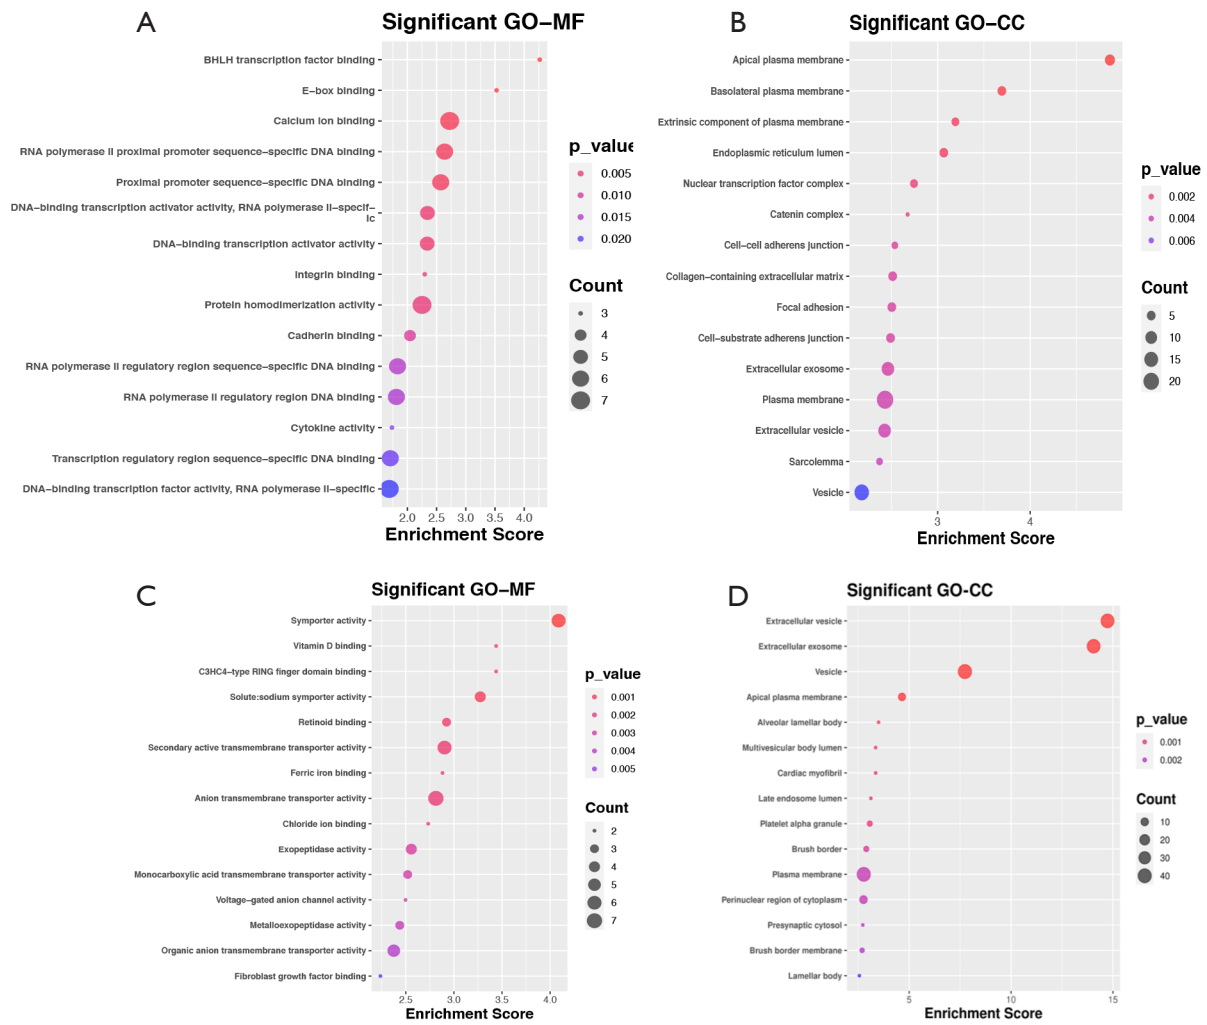 A
Significant GO−MF
BHLH transcription factor binding
E−box binding
Calcium ion binding
RNA polymerase II proximal promoter sequence−specific DNA binding
Proximal promoter sequence−specific DNA binding
DNA−binding transcription activator activity, RNA polymerase II−specif−
ic
DNA−binding transcription activator activity
Integrin binding
Protein homodimerization activity
Cadherin binding
RNA polymerase II regulatory region sequence−specific DNA binding
RNA polymerase II regulatory region DNA binding
Cytokine activity
Transcription regulatory region sequence−specific DNA binding
DNA−binding transcription factor activity, RNA polymerase II−specific
2.0 2.5 3.0 3.5 4.0
Enrichment Score
p_value
0.005
0.010
0.015
0.020
Count
3
4
5
6
7
B
Significant GO−CC
Apical plasma membrane
Basolateral plasma membrane
Extrinsic component of plasma membrane
Endoplasmic reticulum lumen
Nuclear transcription factor complex
Catenin complex
Cell−cell adherens junction
Collagen−containing extracellular matrix
Focal adhesion
Cell−substrate adherens junction
Extracellular exosome
Plasma membrane
Extracellular vesicle
Sarcolemma
Vesicle
3 4
Enrichment Score
p_value
0.002
0.004
0.006
Count
5
10
15
20
C
Significant GO−MF
Symporter activity
Vitamin D binding
C3HC4−type RING finger domain binding
Solute:sodium symporter activity
Retinoid binding
Secondary active transmembrane transporter activity
Ferric iron binding
Anion transmembrane transporter activity
Chloride ion binding
Exopeptidase activity
Monocarboxylic acid transmembrane transporter activity
Voltage−gated anion channel activity
Metalloexopeptidase activity
Organic anion transmembrane transporter activity
Fibroblast growth factor binding
2.5 3.0 3.5 4.0
Enrichment Score
p_value
0.001
0.002
0.003
0.004
0.005
Count
2
3
4
5
6
7
D
Significant GO-CC
Extracellular vesicle
Extracellular exosome
Vesicle
Apical plasma membrane
Alveolar lamellar body
Multivesicular body lumen
Cardiac myofibril
Late endosome lumen
Platelet alpha granule
Brush border
Plasma membrane
Perinuclear region of cytoplasm
Presynaptic cytosol
Brush border membrane
Lamellar body
5 10 15
Enrichment Score
p_value
0.001
0.002
Count
10
20
30
40